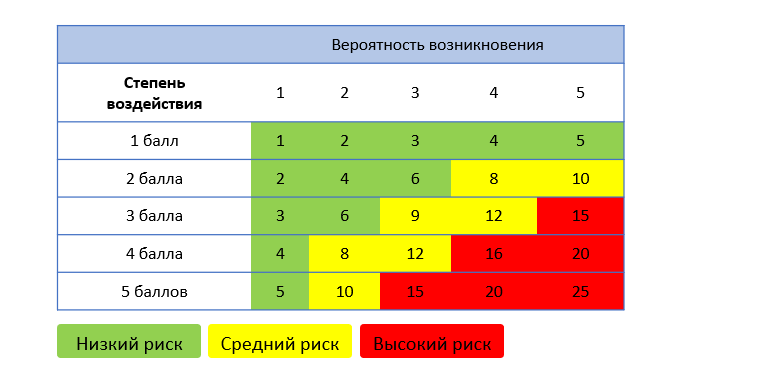 Вероятность возникновения
Степень
воздействия 1 2 3 4 5
1 балл 1 2 3 4 5
2 балла 2 4 6 8 10
3 балла 3 6 9 12 15
4 балла 4 8 12 16 20
5 баллов 5 10 15 20 25
Низкий риск Средний риск Высокий риск